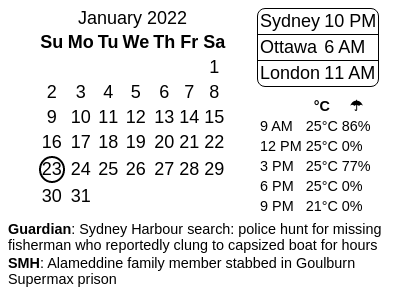 January 2022
Su Mo Tu We Th Fr Sa
1
2 3 4 5 6 7 8
9 10 11 12 13 14 15
16 17 18 19 20 21 22
23 24 25 26 27 28 29
30 31
Sydney 10 PM
Ottawa 6 AM
London 11 AM
°C ☂
9 AM 25°C 86%
12 PM 25°C 0%
3 PM 25°C 77%
6 PM 25°C 0%
9 PM 21°C 0%
Guardian: Sydney Harbour search: police hunt for missing
fisherman who reportedly clung to capsized boat for hours
SMH: Alameddine family member stabbed in Goulburn
Supermax prison